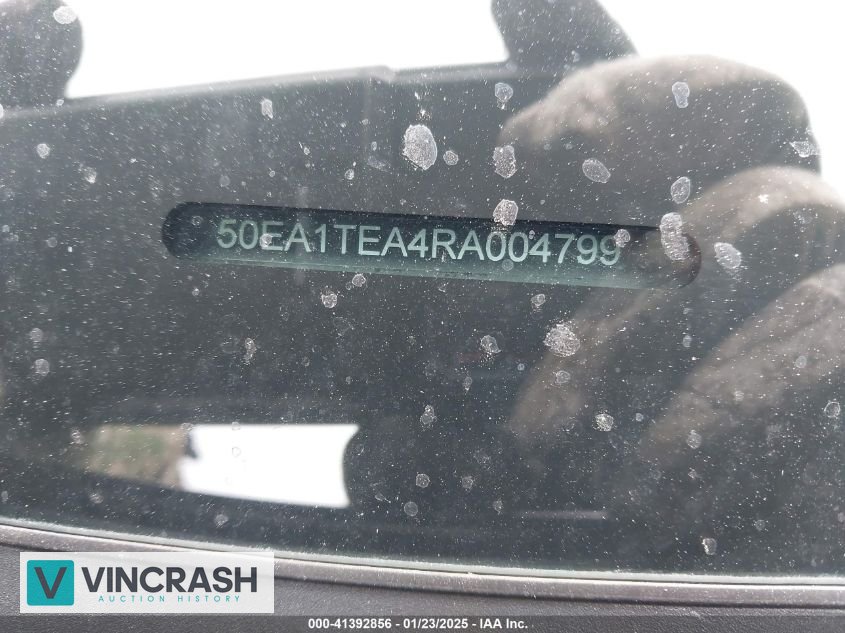 50EA1TEA4RA004799
VINCRASH
AUCTION HISTORY
000-41392856 - 01/23/2025 - IAA Inc.